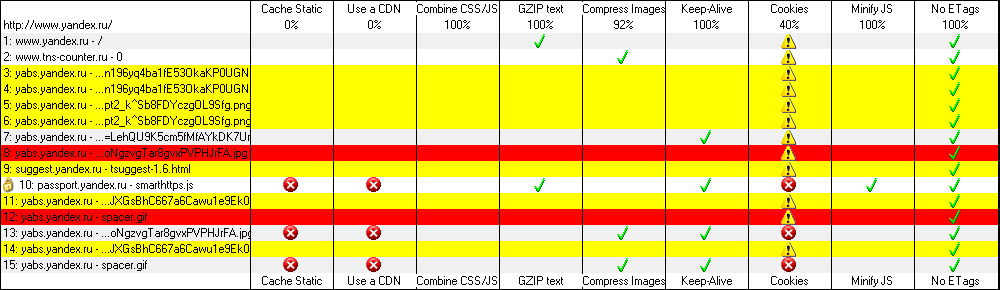 Cache Static Use a CDN Combine CSS/JS GZIP text Compress Images Keep-Alive Cookies Minify JS No ETags
http://www.yandex.ru/ 0% 0% 100% 100% 92% 100% 40% 100% 100%
1: www.yandex.ru - /
2: www.tns-counter.ru - 0
3: yabs.yandex.ru - ...n196yq4ba1fE53OkaKP0UGN
4: yabs.yandex.ru - ...n196yq4ba1fE53OkaKP0UGN
5: yabs.yandex.ru - ...pt2_k^Sb8FDYczgOL9Sfg.png
6: yabs.yandex.ru - ...pt2_k^Sb8FDYczgOL9Sfg.png
7: yabs.yandex.ru - ...=LehQU9K5cm5fMfAYkDK7Ur
8: yabs.yandex.ru - ...oNgzvgTar8gvxPVPHJrFA.jpg
9: suggest.yandex.ru - tsuggest-1.6.html
10: passport.yandex.ru - smarthttps.js
11: yabs.yandex.ru - ...JXGsBhC667a6Cawu1e9Ek0
12: yabs.yandex.ru - spacer.gif
13: yabs.yandex.ru - ...oNgzvgTar8gvxPVPHJrFA.jpg
14: yabs.yandex.ru - ...JXGsBhC667a6Cawu1e9Ek0
15: yabs.yandex.ru - spacer.gif
Cache Static Use a CDN Combine CSS/JS GZIP text Compress Images Keep-Alive Cookies Minify JS No ETags